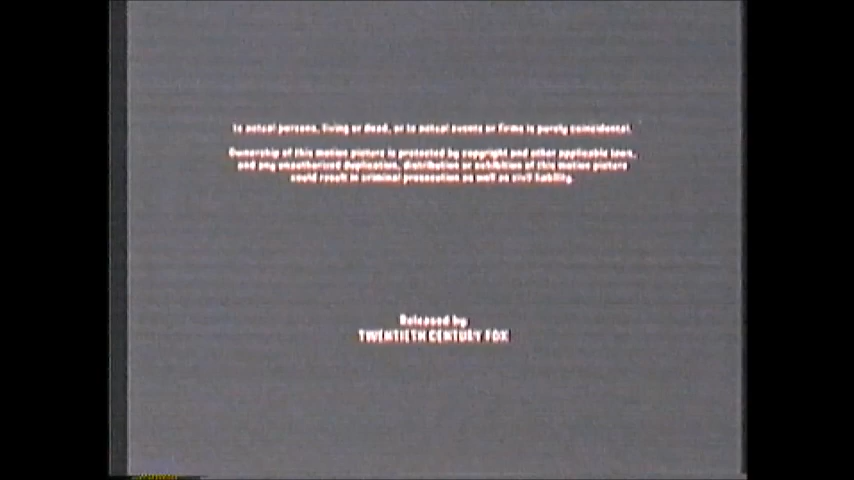 to actual persons, living or dead, or to actual events or firms is purely coincidental.
Ownership of this motion picture is protected by copyright and other applicable laws,
and any unauthorized duplication, distribution or exhibition of this motion picture
could result in criminal prosecution as well as civil liability.
Released by
TWENTIETH CENTURY FOX